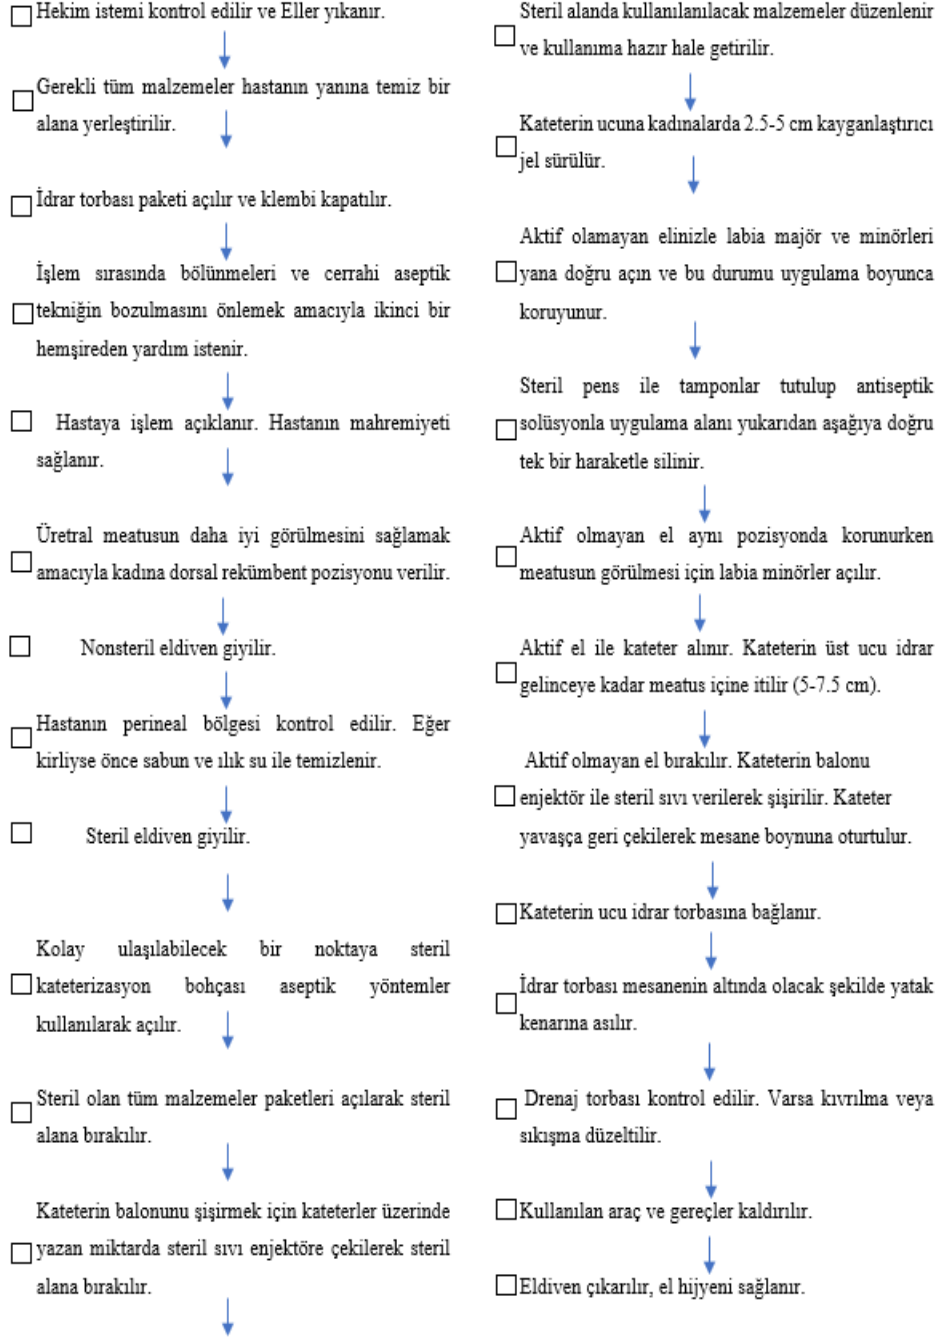 Hekim istemi kontrol edilir ve Eller yıkanır.
Gerekli tüm malzemeler hastanın yanına temiz bir
alana yerleştirilir.
İdrar torbası paketi açılır ve klembi kapatılır.
İşlem sırasında bölünmeleri ve cerrahi aseptik
tekniğin bozulmasını önlemek amacıyla ikinci bir
hemşireden yardım istenir.
Hastaya işlem açıklanır. Hastanın mahremiyeti
sağlanır.
Üretral meatusun daha iyi görülmesini sağlamak
amacıyla kadına dorsal rekümbent pozisyonu verilir.
Nonsteril eldiven giyilir.
Hastanın perineal bölgesi kontrol edilir. Eğer
kirliyse önce sabun ve ılık su ile temizlenir.
Steril eldiven giyilir.
Kolay ulaşılabilecek bir noktaya steril
kateterizasyon bohçası aseptik yöntemler
kullanılarak açılır.
Steril olan tüm malzemeler paketleri açılarak steril
alana bırakılır.
Kateterin balonunu şişirmek için kateterler üzerinde
yazan miktarda steril sıvı enjektöre çekilerek steril
alana bırakılır.
Steril alanda kullanılanılacak malzemeler düzenlenir
ve kullanıma hazır hale getirilir.
Kateterin ucuna kadınalarda 2.5-5 cm kayganlaştırıcı
jel sürülür.
Aktif olamayan elinizle labia majör ve minörleri
yana doğru açın ve bu durumu uygulama boyunca
koruyunur.
Steril pens ile tamponlar tutulup antiseptik
solüsyonla uygulama alanı yukarıdan aşağıya doğru
tek bir haraketle silinir.
Aktif olmayan el aynı pozisyonda korunurken
meatusun görülmesi için labia minörler açılır.
Aktif el ile kateter alınır. Kateterin üst ucu idrar
gelinceye kadar meatus içine itilir (5-7.5 cm).
Aktif olmayan el bırakılır. Kateterin balonu
enjektör ile steril sıvı verilerek şişirilir. Kateter
yavaşça geri çekilerek mesane boynuna oturtulur.
Kateterin ucu idrar torbasına bağlanır.
İdrar torbası mesanenin altında olacak şekilde yatak
kenarına asılır.
Drenaj torbası kontrol edilir. Varsa kıvrılma veya
sıkışma düzeltilir.
Kullanılan araç ve gereçler kaldırılır.
Eldiven çıkarılır, el hijyeni sağlanır.